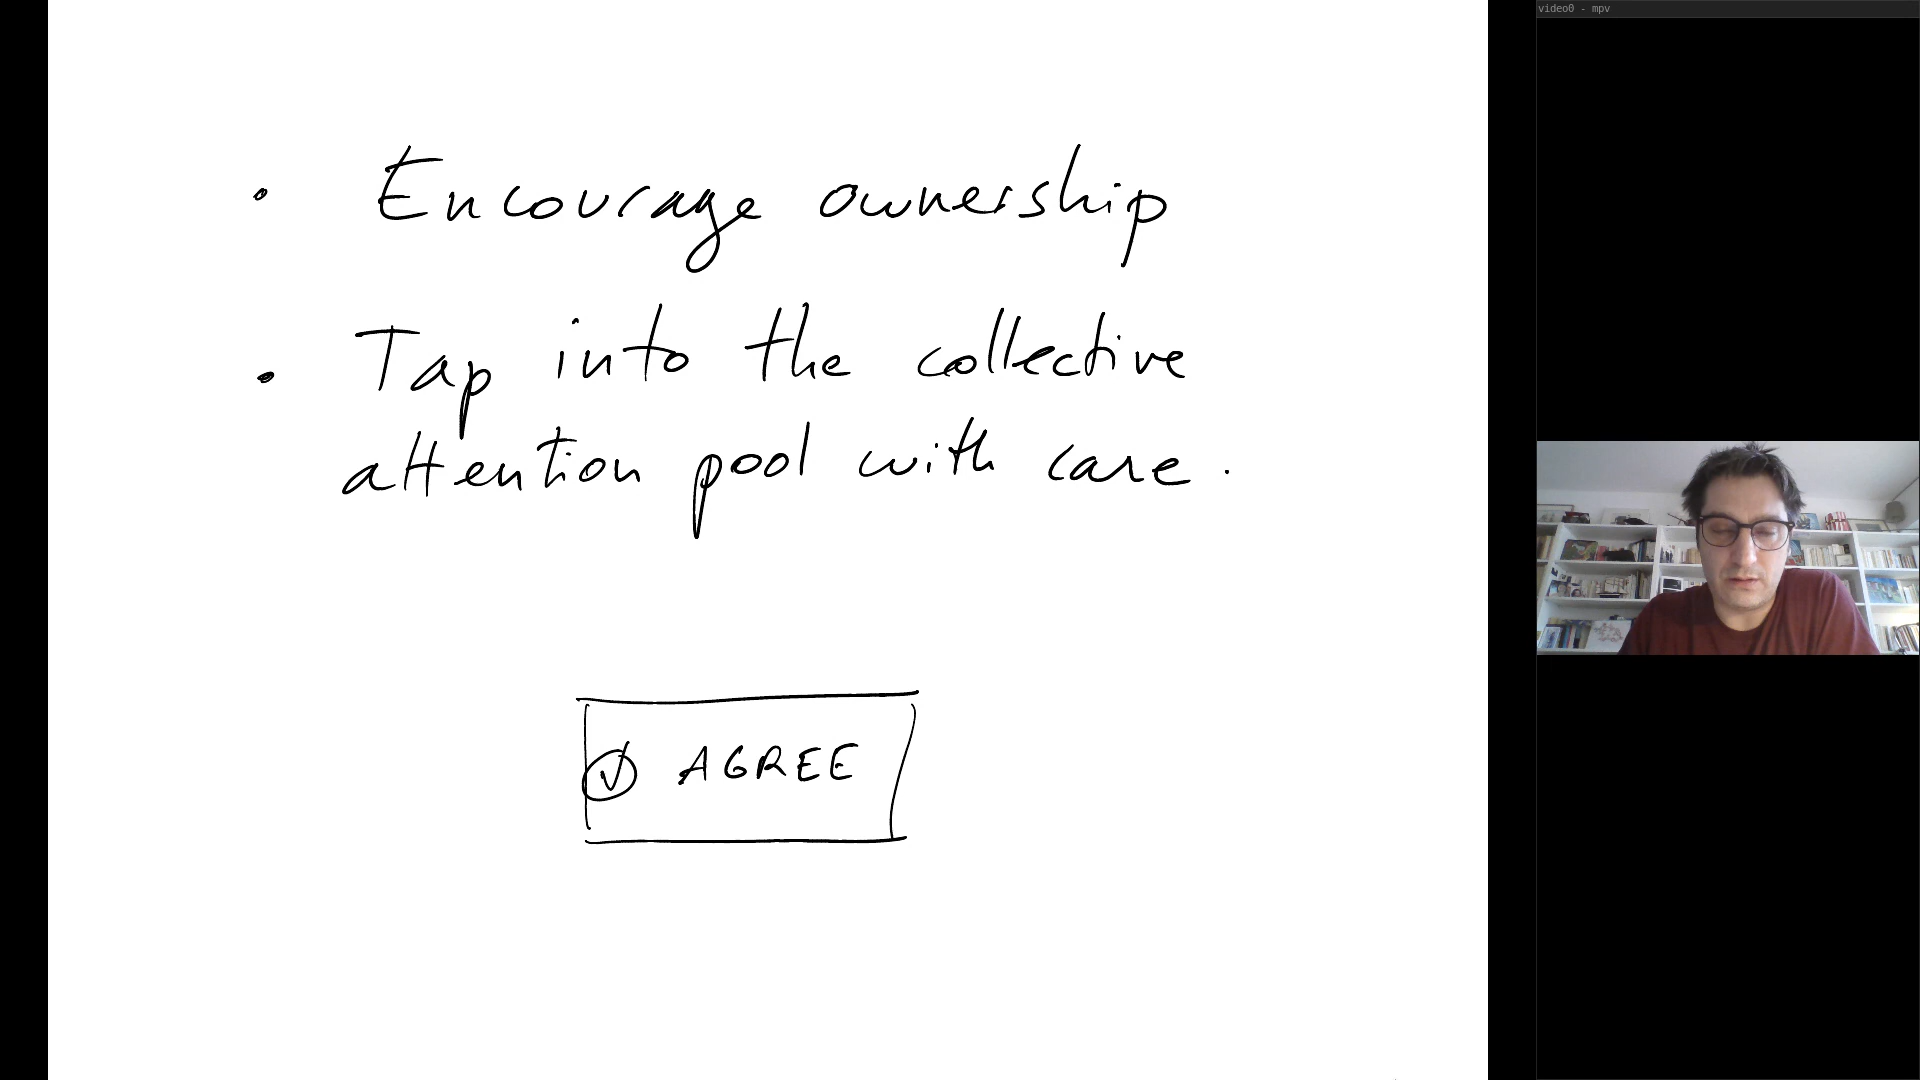 video0 - mpv
• Encourage ownership
• Tap into the collective
attention pool with care.
AGREE